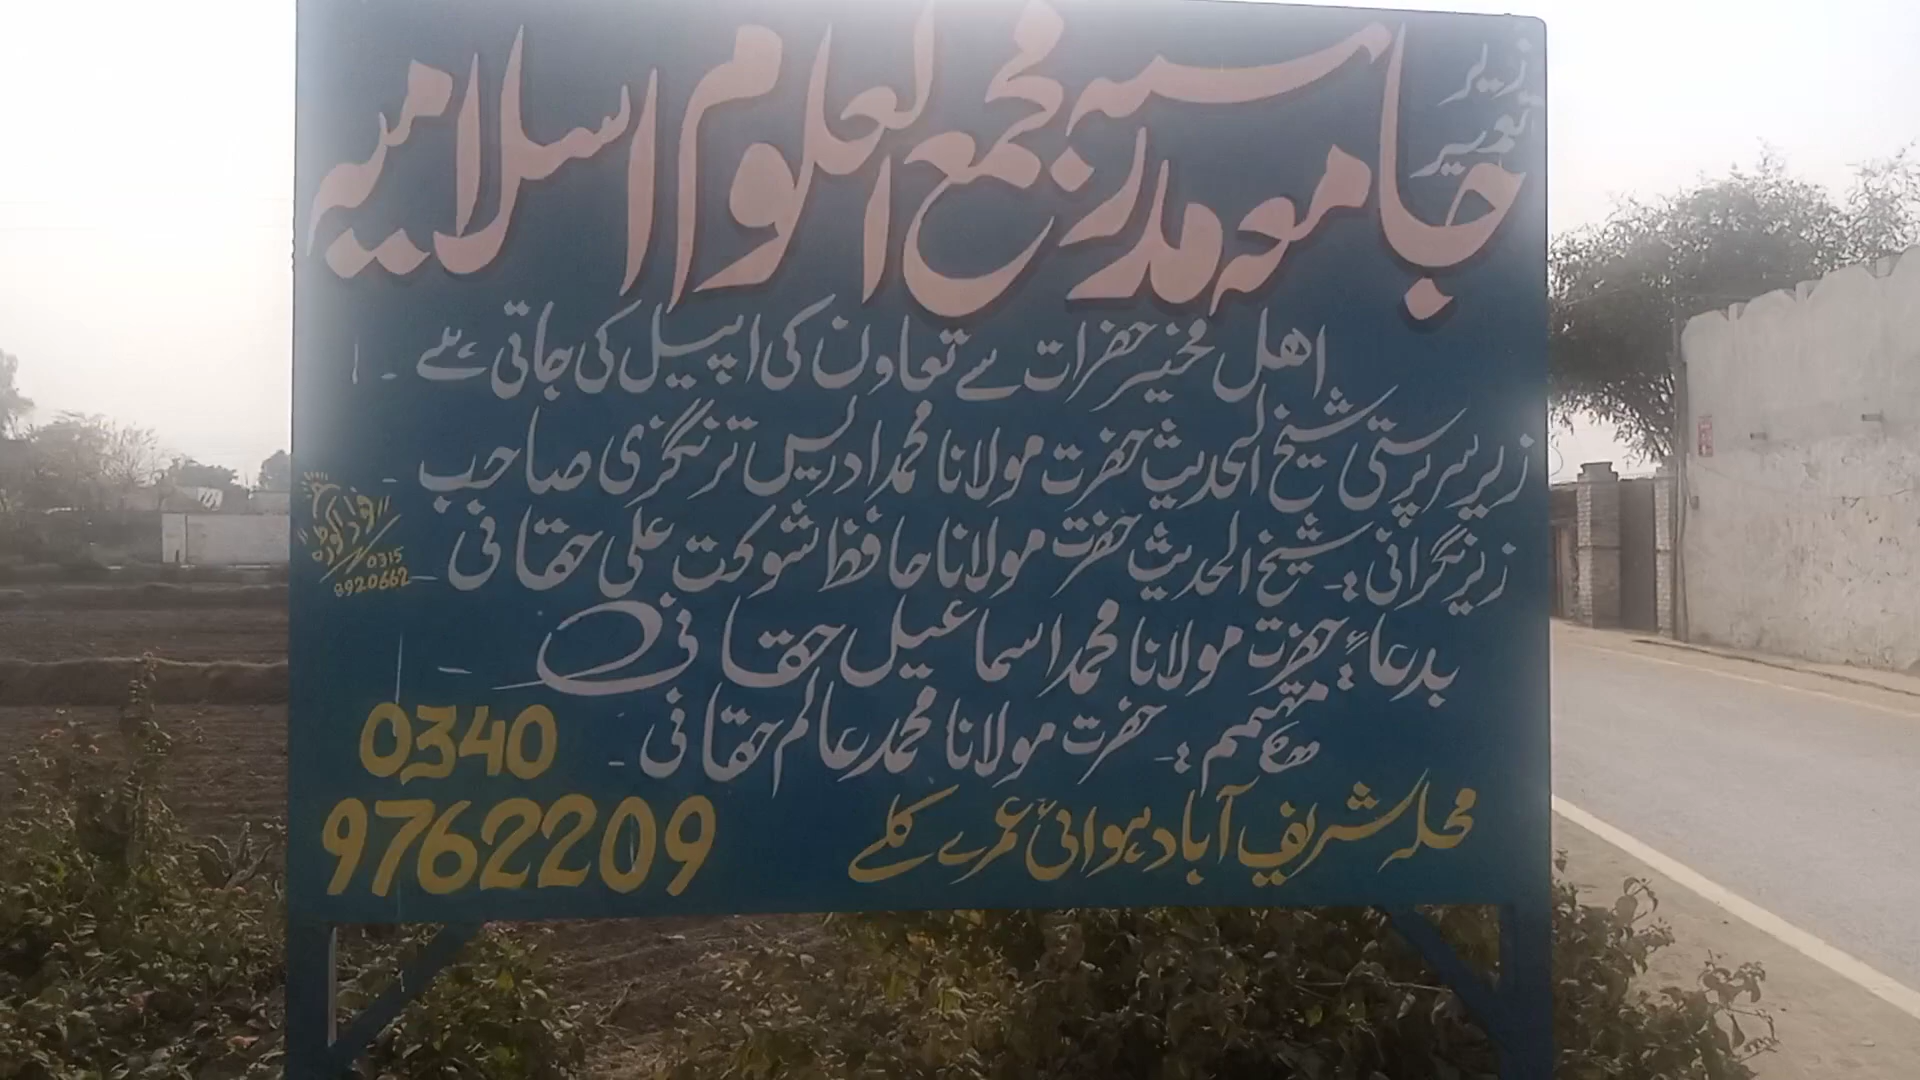 زیر تعمیر
جامعہ مدرسہ مجمع العلوم اسلامیہ
اھل مخیر حضرات سے تعاون کی اپیل کی جاتی ہے۔
زیر سرپرستی شیخ الحدیث حضرت مولانا محمد ادریس ترنگزی صاحب۔
زیر نگرانی:۔ شیخ الحدیث حضرت مولانا حافظ شوکت علی حقانی۔
بدعاء: حضرت مولانا محمد اسماعیل حقانی۔
مہتمم:۔ حضرت مولانا محمد عالم حقانی۔
محلہ شریف آباد ہوائی عمرے کلے
0340
9762209
0315
8920662